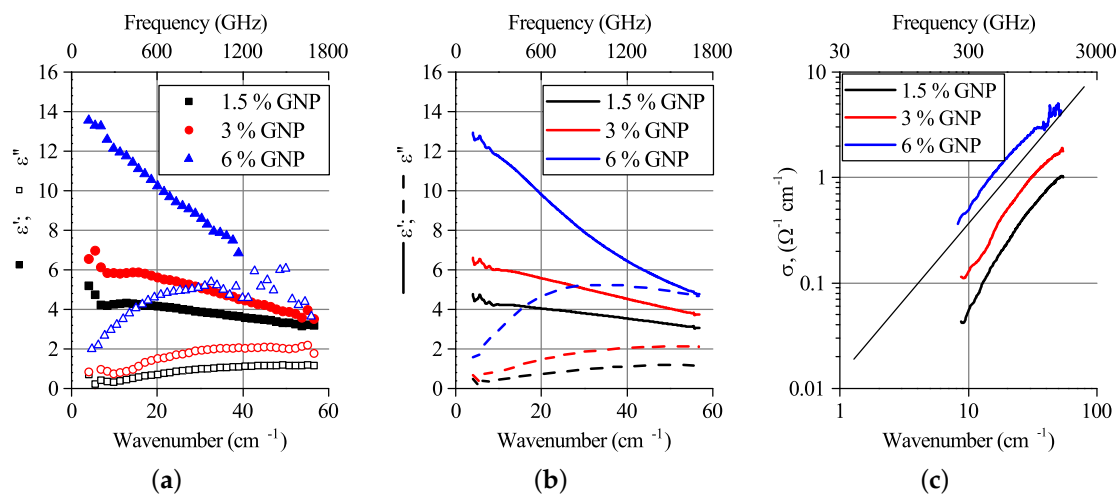 Frequency (GHz)
0 600 1200 1800
16
14
12
10
8
6
4
2
0
ε'; ε''
1.5 % GNP
3 % GNP
6 % GNP
0 20 40 60
Wavenumber (cm⁻¹)
(a)
Frequency (GHz)
0 600 1200 1800
16
14
12
10
8
6
4
2
0
ε'; ε''
1.5 % GNP
3 % GNP
6 % GNP
0 20 40 60
Wavenumber (cm⁻¹)
(b)
Frequency (GHz)
30 300 3000
10
1
0.1
0.01
σ, (Ω⁻¹ cm⁻¹)
1.5 % GNP
3 % GNP
6 % GNP
1 10 100
Wavenumber (cm⁻¹)
(c)